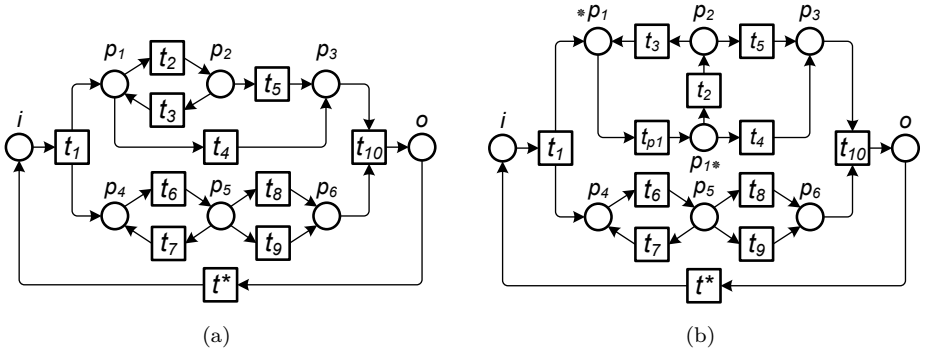 p1 t2 p2 p3
t3 t5
i t1 t4 t10 o
p4 t6 p5 t8 p6
t7 t9
t*
(a)
*p1 p2 p3
t3 t5
t2
i t1 tp1 t4 t10 o
p1*
p4 t6 p5 t8 p6
t7 t9
t*
(b)